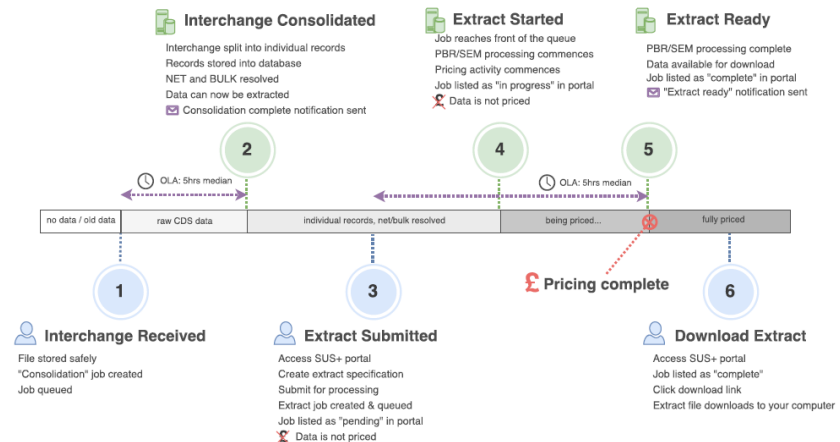 Interchange Consolidated
Interchange split into individual records
Records stored into database
NET and BULK resolved
Data can now be extracted
Consolidation complete notification sent
Extract Started
Job reaches front of the queue
PBR/SEM processing commences
Pricing activity commences
Job listed as "in progress" in portal
£ Data is not priced
Extract Ready
PBR/SEM processing complete
Data available for download
Job listed as "complete" in portal
"Extract ready" notification sent
2
4
5
OLA: 5hrs median
OLA: 5hrs median
no data / old data
raw CDS data
individual records, net/bulk resolved
being priced...
fully priced
£ Pricing complete
1
3
6
Interchange Received
File stored safely
"Consolidation" job created
Job queued
Extract Submitted
Access SUS+ portal
Create extract specification
Submit for processing
Extract job created & queued
Job listed as "pending" in portal
£ Data is not priced
Download Extract
Access SUS+ portal
Job listed as "complete"
Click download link
Extract file downloads to your computer